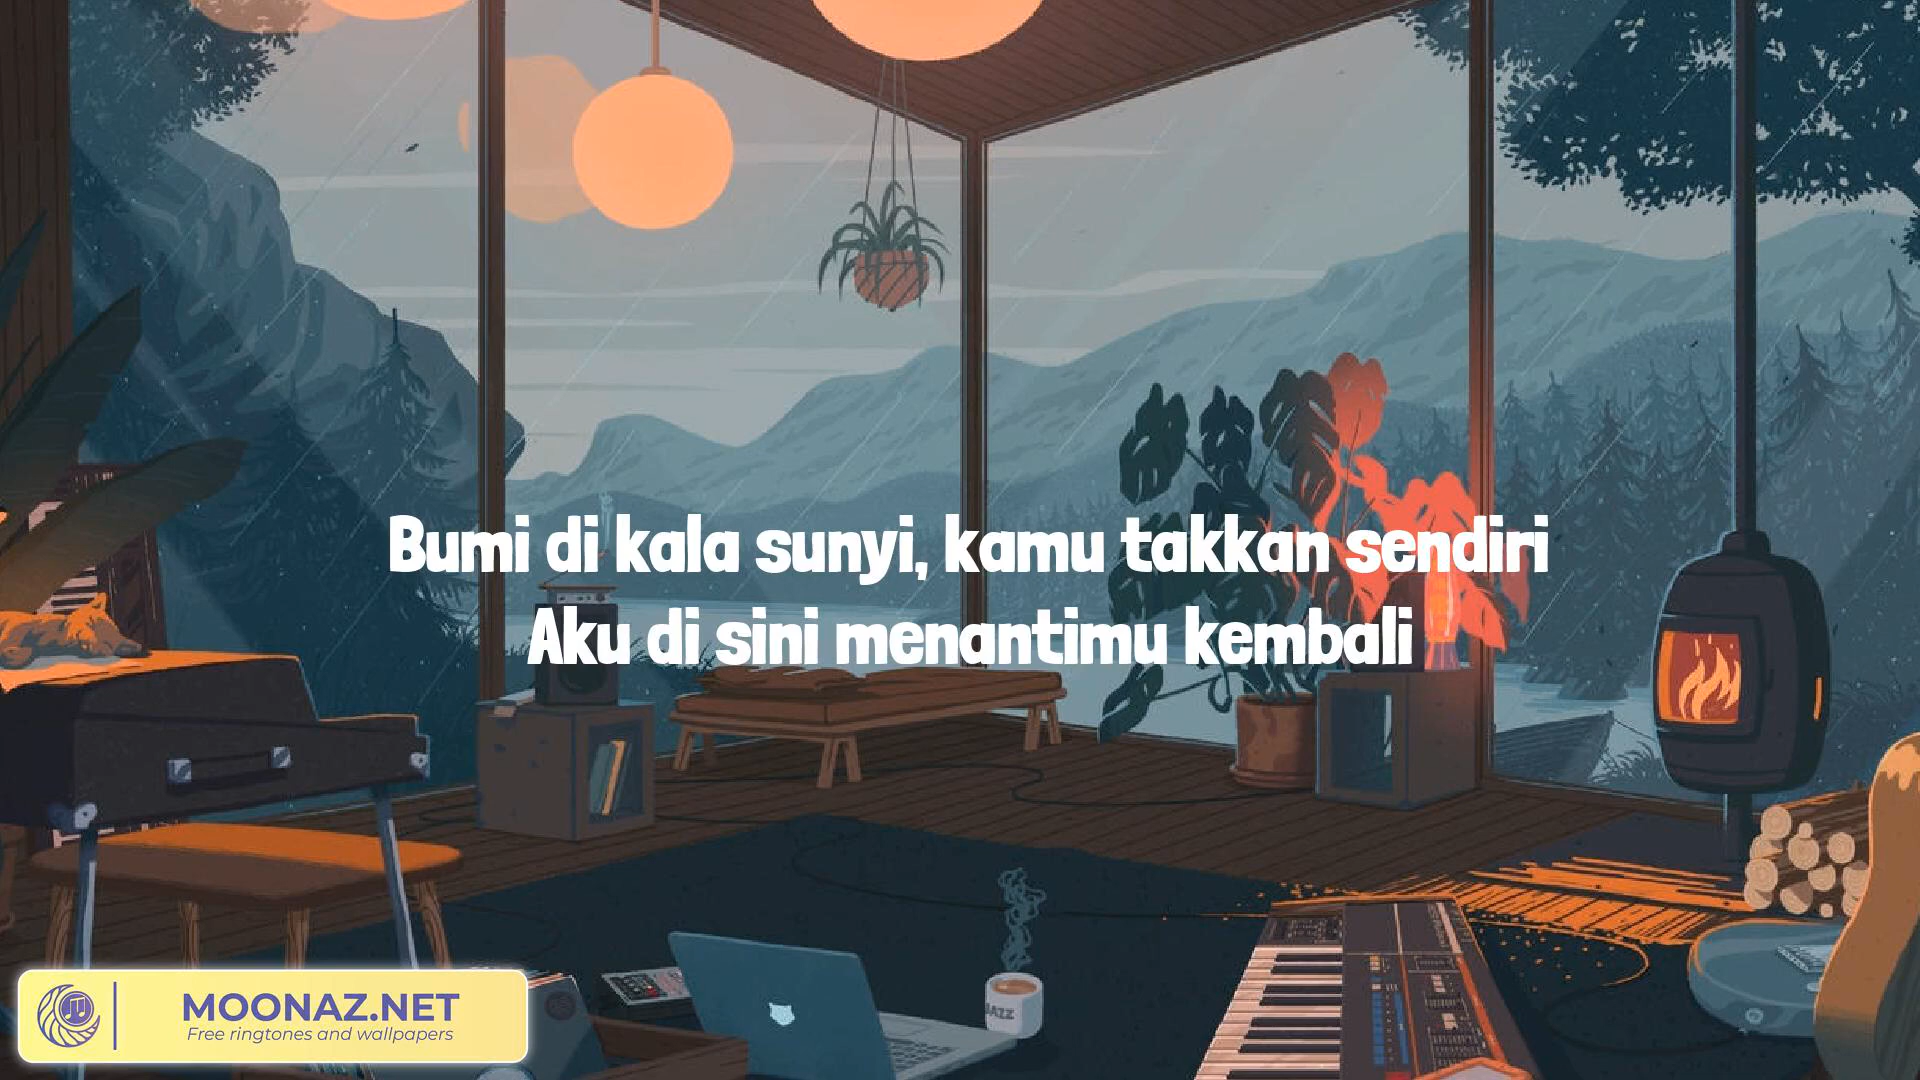 Bumi di kala sunyi, kamu takkan sendiri
Aku di sini menantimu kembali
JAZZ
MOONAZ.NET
Free ringtones and wallpapers